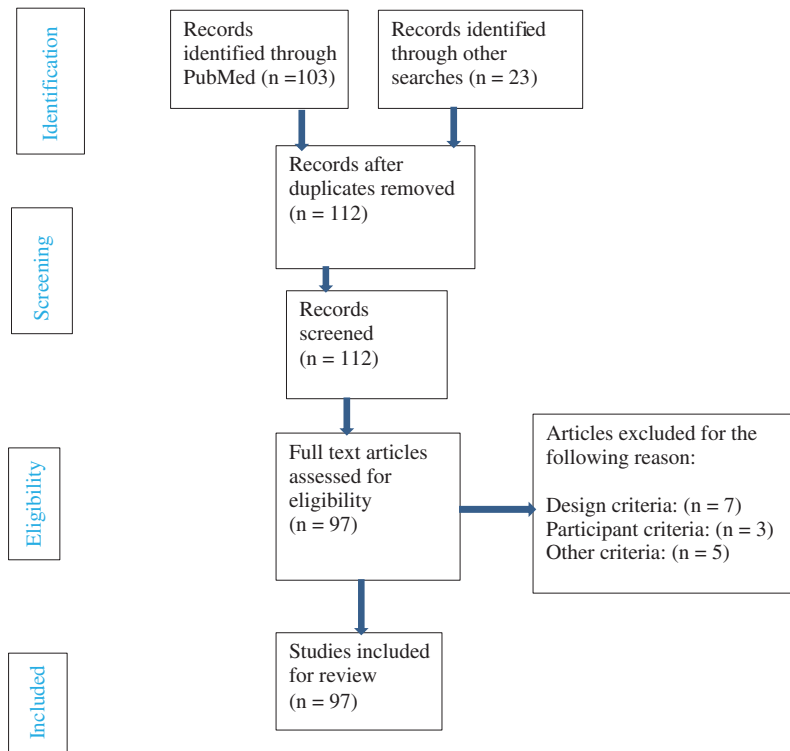 Identification
Records
identified through
PubMed (n =103)
Records identified
through other
searches (n = 23)
Records after
duplicates removed
(n = 112)
Screening
Records
screened
(n = 112)
Eligibility
Full text articles
assessed for
eligibility
(n = 97)
Articles excluded for the
following reason:
Design criteria: (n = 7)
Participant criteria: (n = 3)
Other criteria: (n = 5)
Included
Studies included
for review
(n = 97)